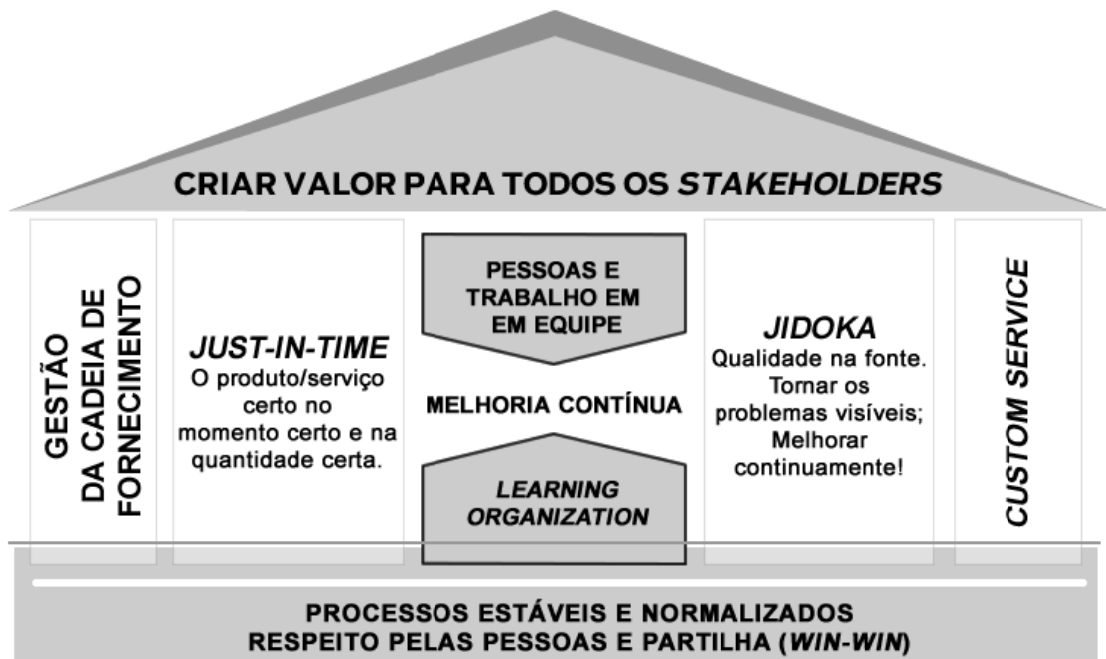 CRIAR VALOR PARA TODOS OS STAKEHOLDERS
GESTÃO
DA CADEIA DE
FORNECIMENTO
JUST-IN-TIME
O produto/serviço
certo no
momento certo e na
quantidade certa.
PESSOAS E
TRABALHO EM
EM EQUIPE
MELHORIA CONTÍNUA
LEARNING
ORGANIZATION
JIDOKA
Qualidade na fonte.
Tornar os
problemas visíveis;
Melhorar
continuamente!
CUSTOM SERVICE
PROCESSOS ESTÁVEIS E NORMALIZADOS
RESPEITO PELAS PESSOAS E PARTILHA (WIN-WIN)